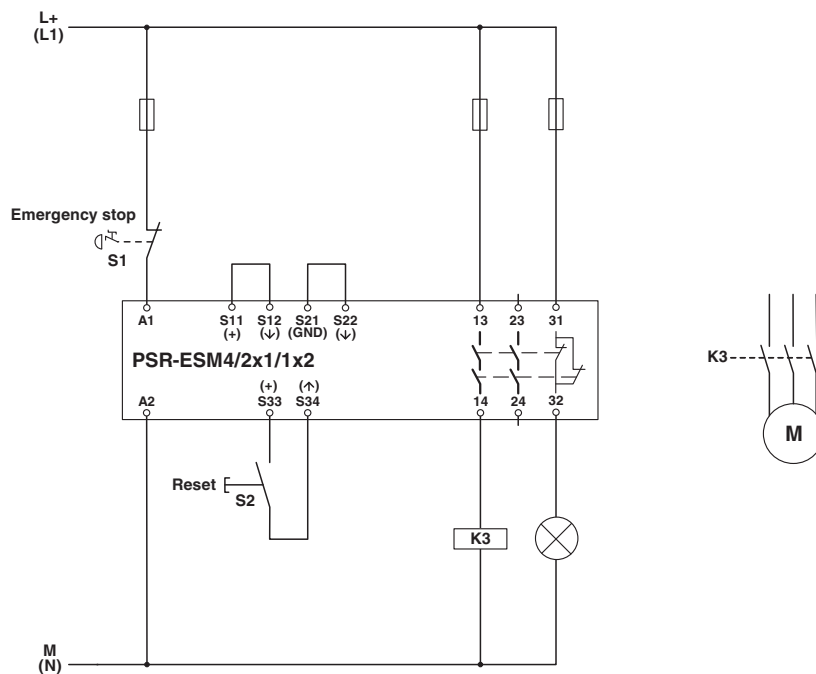 L+
(L1)
Emergency stop
S1
A1
S11
(+)
S12
(↓)
S21
(GND)
S22
(↓)
13
23
31
PSR-ESM4/2x1/1x2
A2
(+)
S33
(↑)
S34
14
24
32
K3
M
Reset
S2
K3
M
(N)